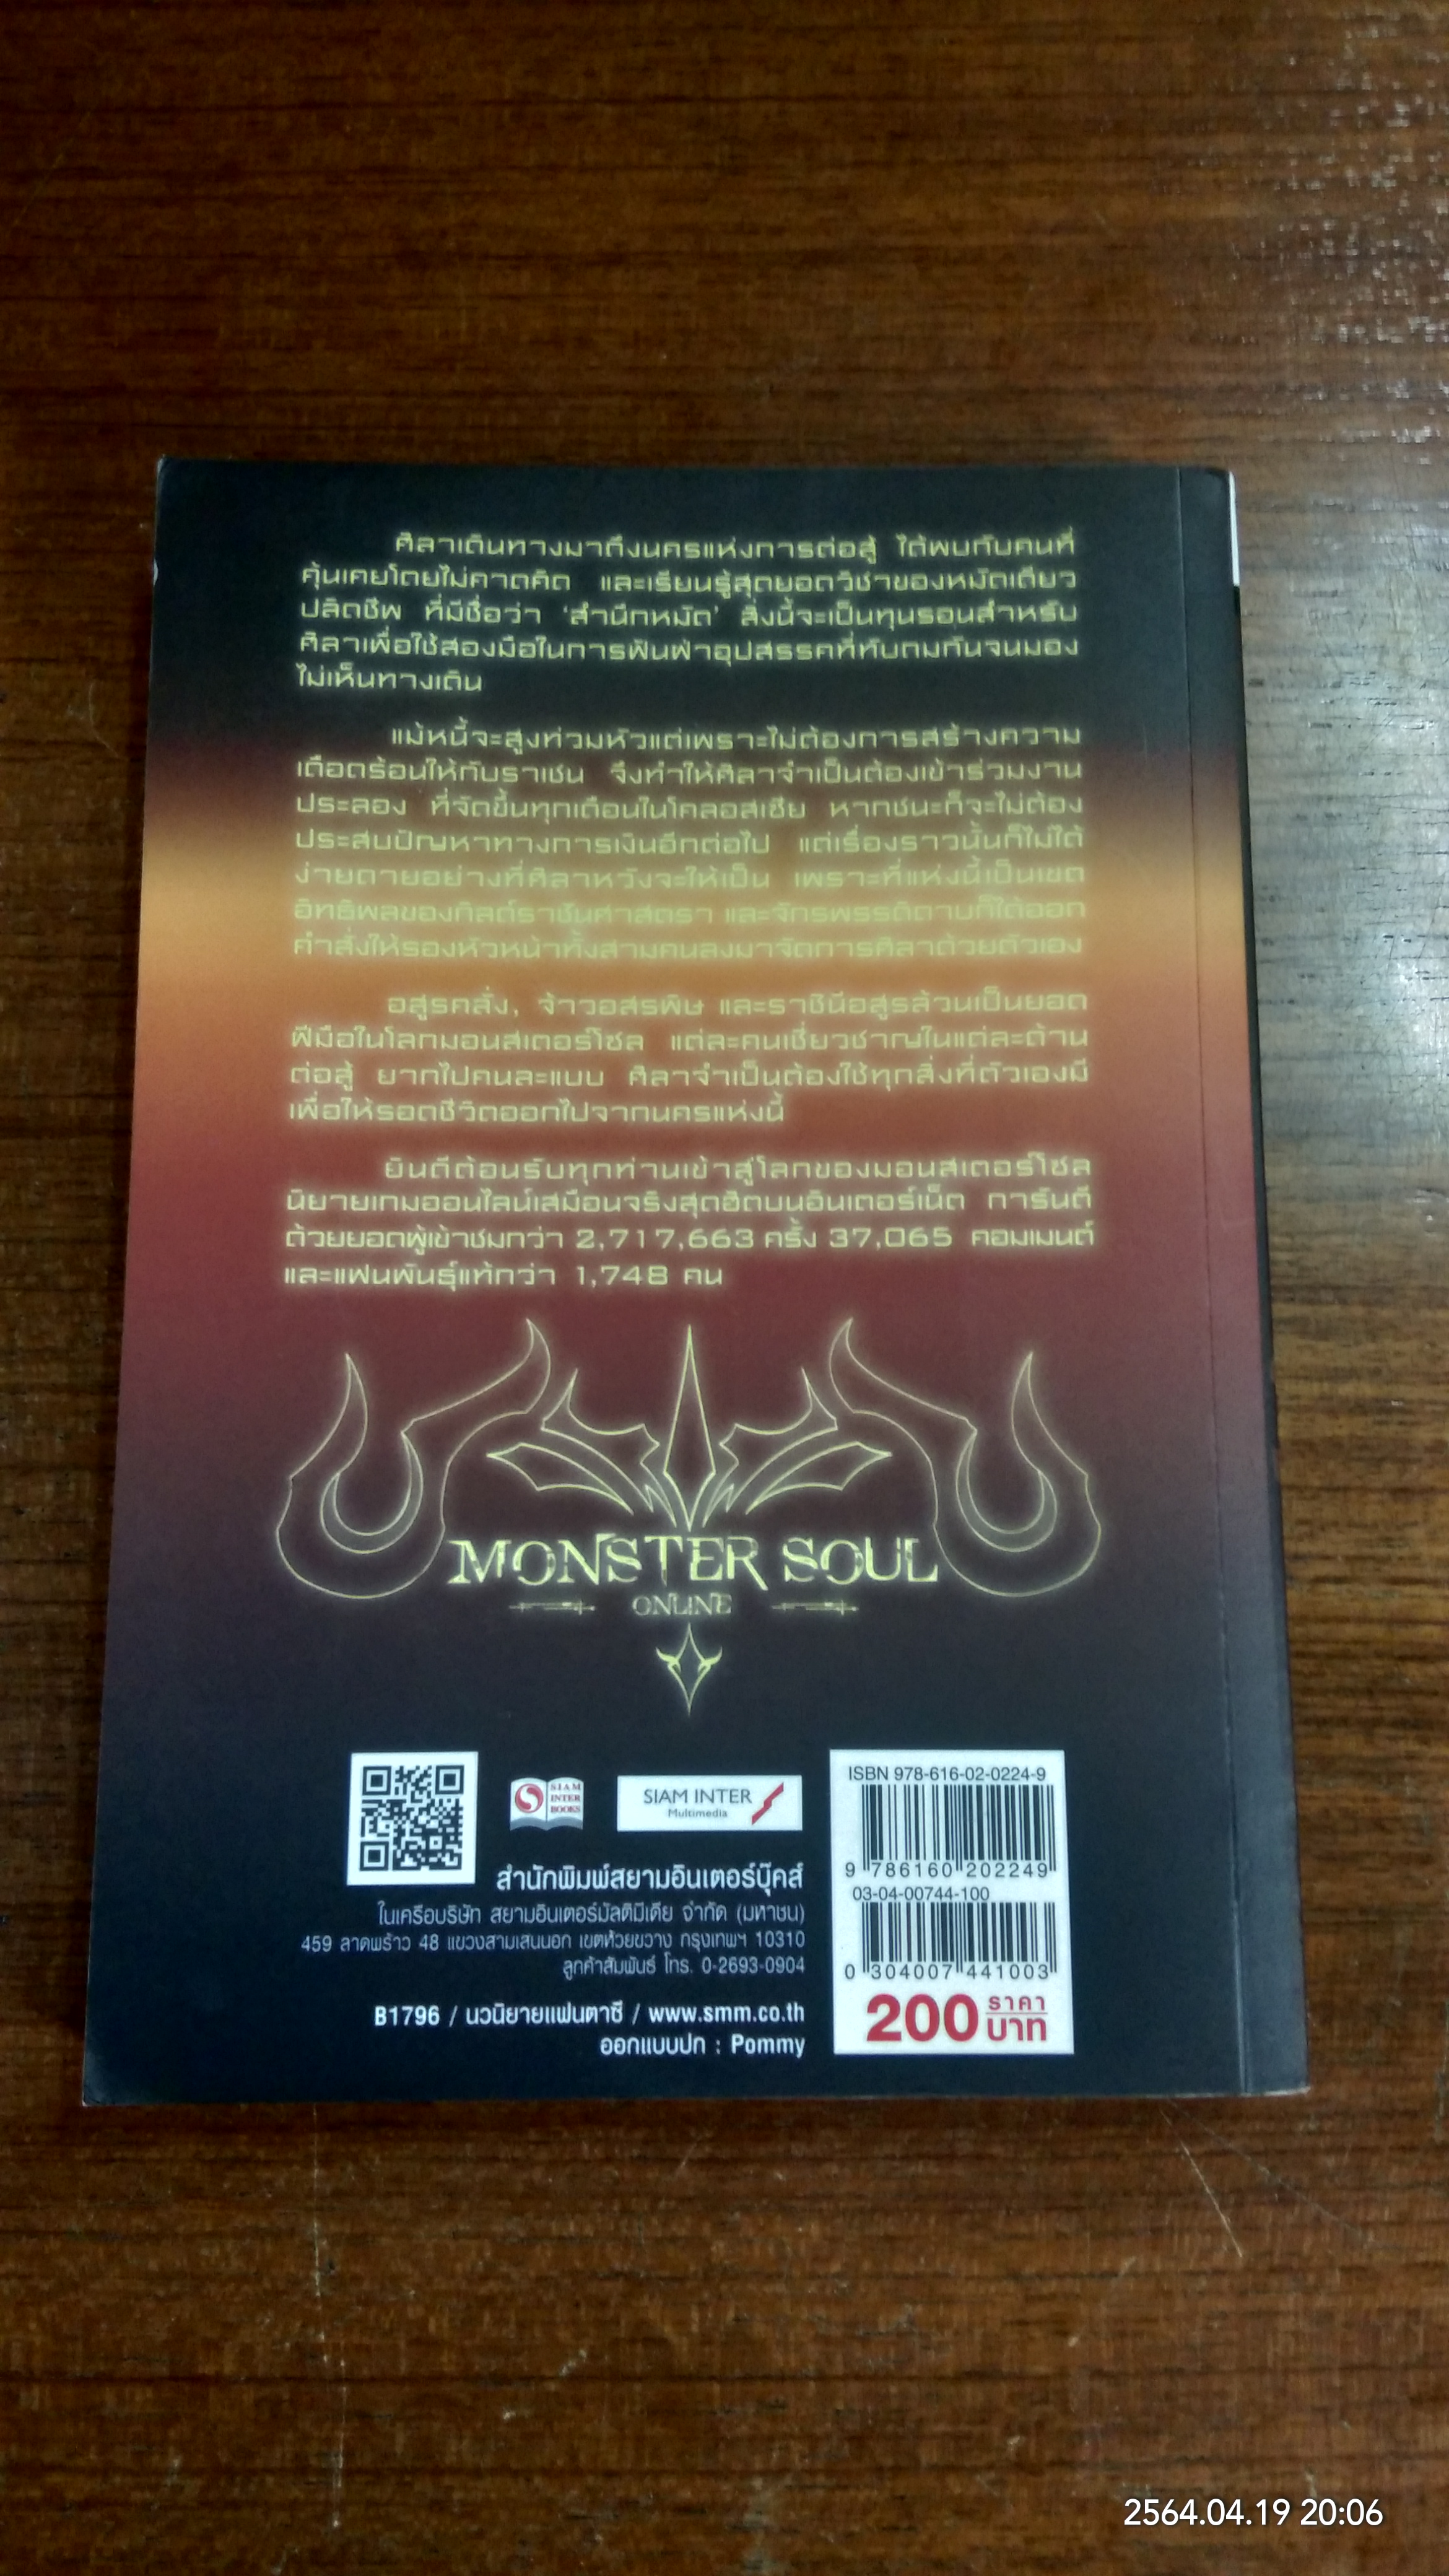 ศิลาเดินทางมาถึงนครแห่งการต่อสู้ ได้พบกับคนที่
คุ้นเคยโดยไม่คาดคิด และเรียนรู้สุดยอดวิชาของหมัดเดียว
ปลิดชีพ ที่มีชื่อว่า ‘สำนึกหมัด’ สิ่งนี้จะเป็นทุนรอนสำหรับ
ศิลาเพื่อใช้สองมือในการฟันฝ่าอุปสรรคที่ทับถมกันจนมอง
ไม่เห็นทางเดิน
แม้หนี้จะสูงท่วมหัวแต่เพราะไม่ต้องการสร้างความ
เดือดร้อนให้กับราเชน จึงทำให้ศิลาจำเป็นต้องเข้าร่วมงาน
ประลอง ที่จัดขึ้นทุกเดือนในโคลอสเซีย หากชนะก็จะไม่ต้อง
ประสบปัญหาทางการเงินอีกต่อไป แต่เรื่องราวนั้นก็ไม่ได้
ง่ายดายอย่างที่ศิลาหวังจะให้เป็น เพราะที่แห่งนี้เป็นเขต
อิทธิพลของกิลด์ราชันศาสตรา และจักรพรรดิดาบก็ได้ออก
คำสั่งให้รองหัวหน้าทั้งสามคนลงมาจัดการศิลาด้วยตัวเอง
อสูรคลั่ง, จ้าวอสรพิษ และราชินีอสูรล้วนเป็นยอด
ฝีมือในโลกมอนสเตอร์โซล แต่ละคนเชี่ยวชาญในแต่ละด้าน
ต่อสู้ ยากไปคนละแบบ ศิลาจำเป็นต้องใช้ทุกสิ่งที่ตัวเองมี
เพื่อให้รอดชีวิตออกไปจากนครแห่งนี้
ยินดีต้อนรับทุกท่านเข้าสู่โลกของมอนสเตอร์โซล
นิยายเกมออนไลน์เสมือนจริงสุดฮิตบนอินเตอร์เน็ต การันตี
ด้วยยอดผู้เข้าชมกว่า 2,717,663 ครั้ง 37,065 คอมเมนต์
และแฟนพันธุ์แท้กว่า 1,748 คน
MONSTER SOUL
ONLINE
SIAM
INTER
BOOKS
SIAM INTER
Multimedia
สำนักพิมพ์สยามอินเตอร์บุ๊คส์
ในเครือบริษัท สยามอินเตอร์มัลติมีเดีย จำกัด (มหาชน)
459 ลาดพร้าว 48 แขวงสามเสนนอก เขตห้วยขวาง กรุงเทพฯ 10310
ลูกค้าสัมพันธ์ โทร. 0-2693-0904
B1796 / นวนิยายแฟนตาซี / www.smm.co.th
ออกแบบปก : Pommy
ISBN 978-616-02-0224-9
9 786160 202249
03-04-00744-100
0 304007 441003
200 ราคา
บาท
2564.04.19 20:06